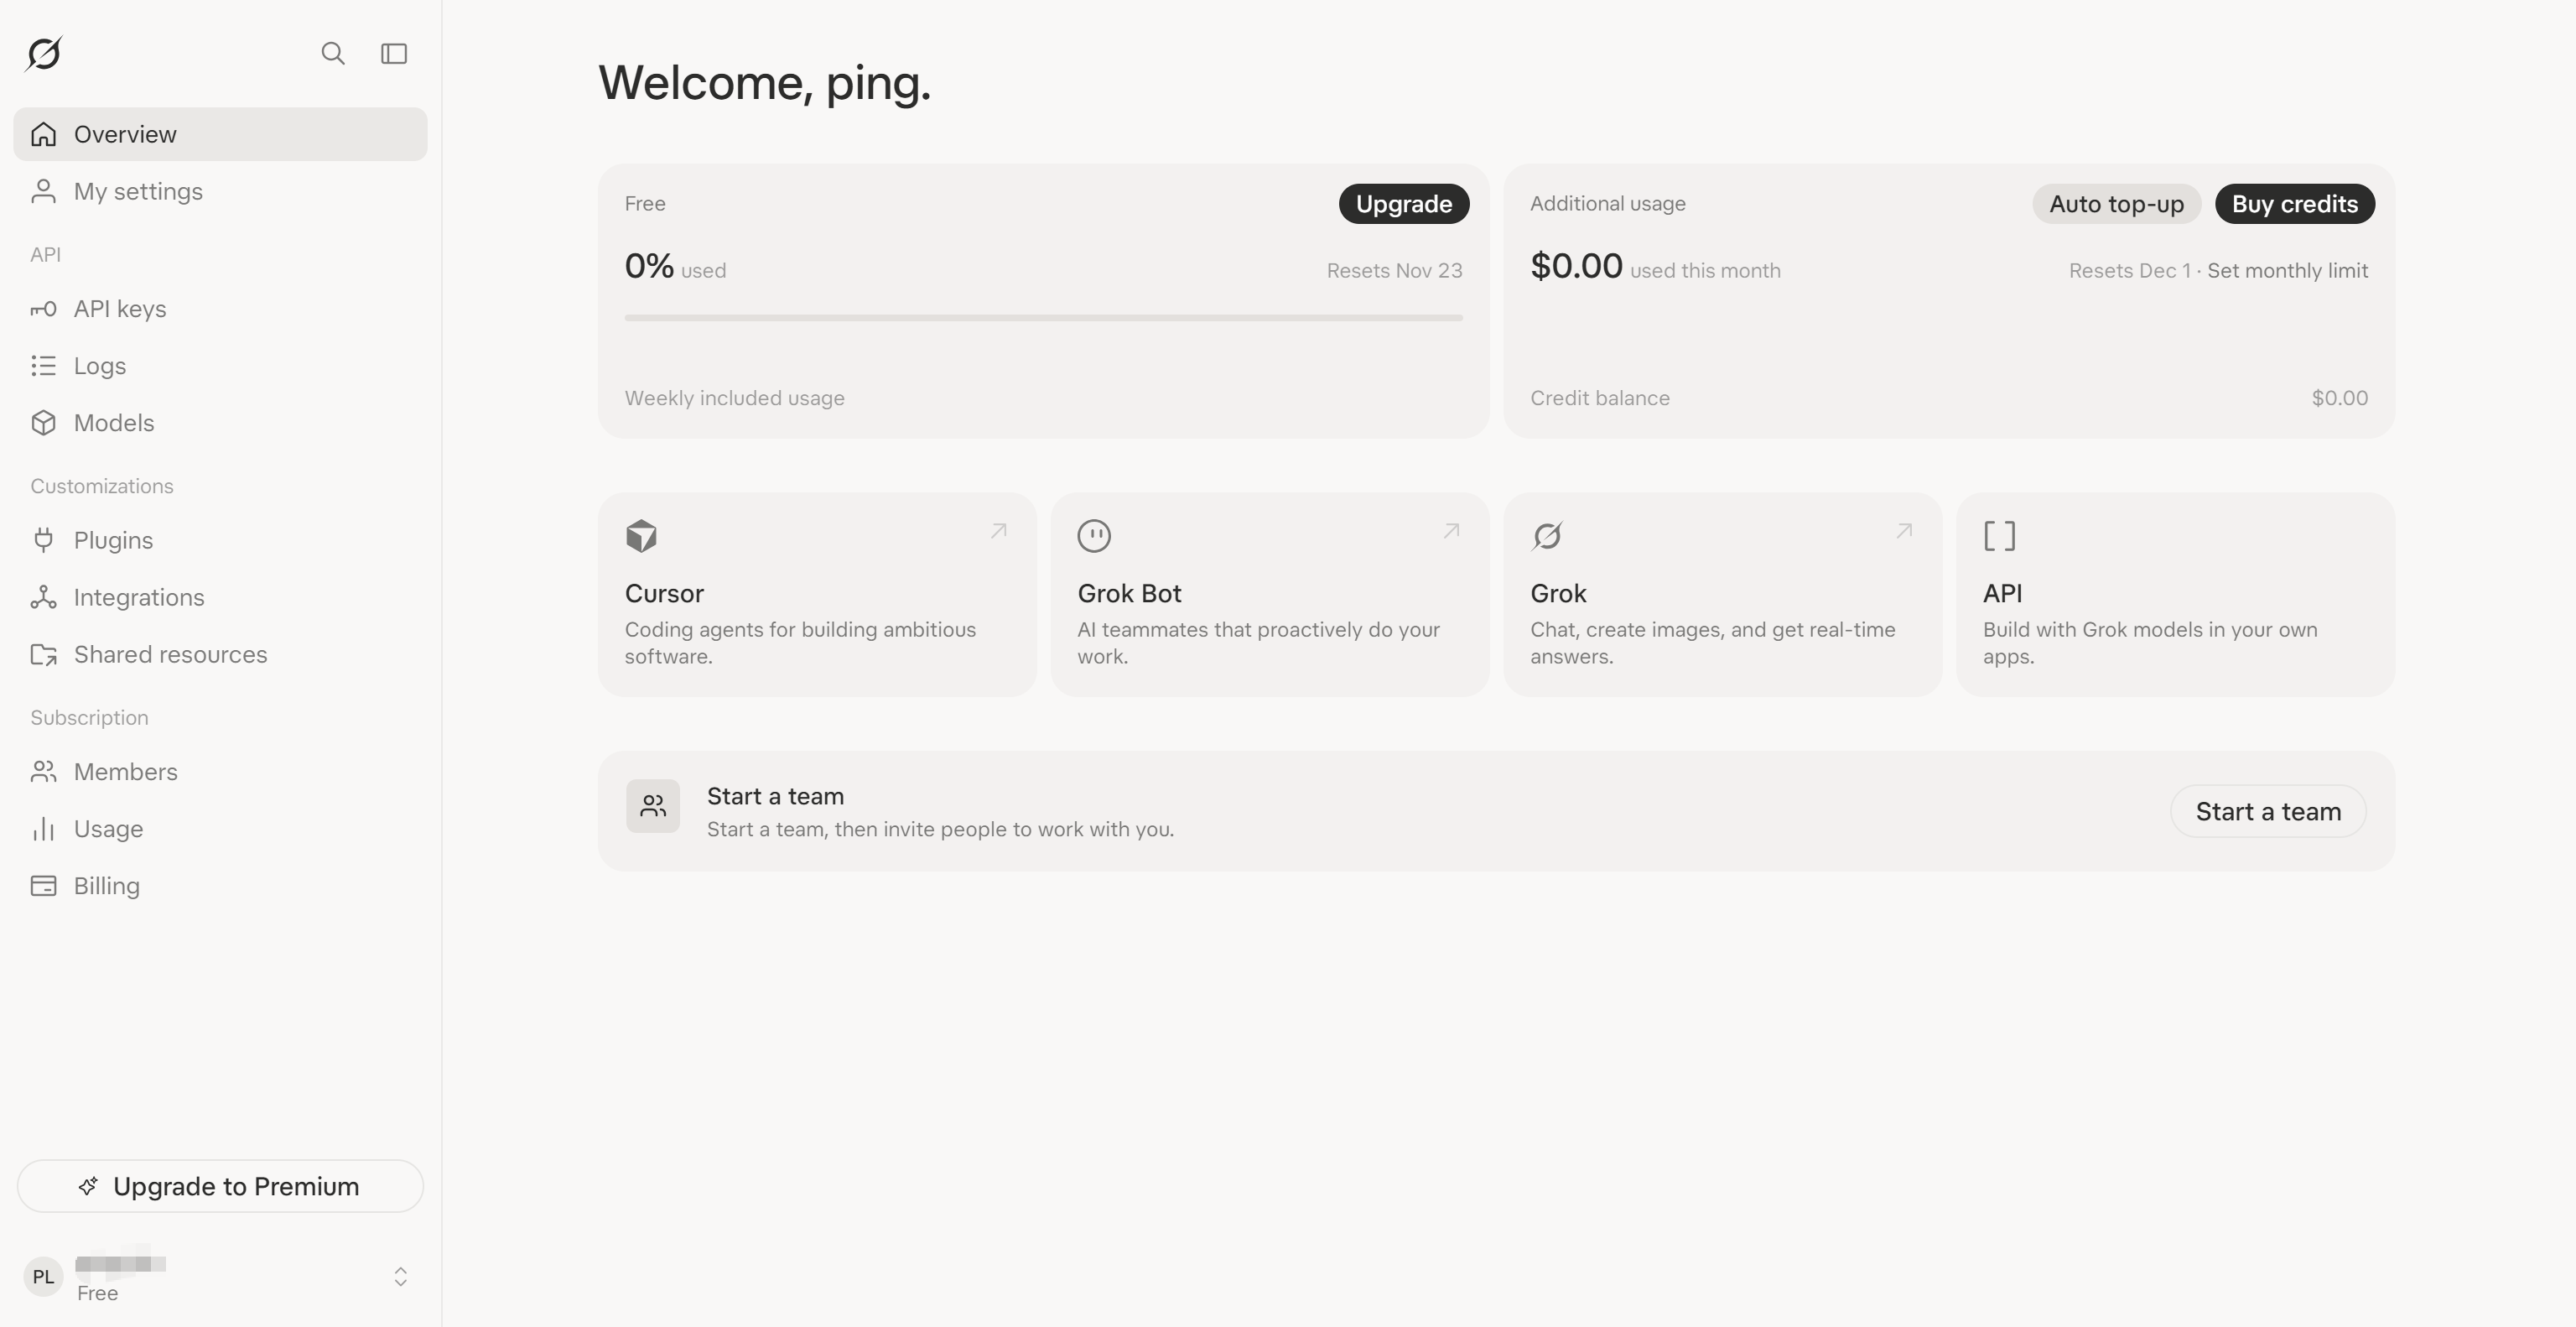 Overview
My settings
API
API keys
Logs
Models
Customizations
Plugins
Integrations
Shared resources
Subscription
Members
Usage
Billing
Upgrade to Premium
PL
Free
Welcome, ping.
Free
Upgrade
0% used
Resets Nov 23
Weekly included usage
Additional usage
Auto top-up
Buy credits
$0.00 used this month
Resets Dec 1 · Set monthly limit
Credit balance
$0.00
Cursor
Coding agents for building ambitious
software.
Grok Bot
AI teammates that proactively do your
work.
Grok
Chat, create images, and get real-time
answers.
API
Build with Grok models in your own
apps.
Start a team
Start a team, then invite people to work with you.
Start a team